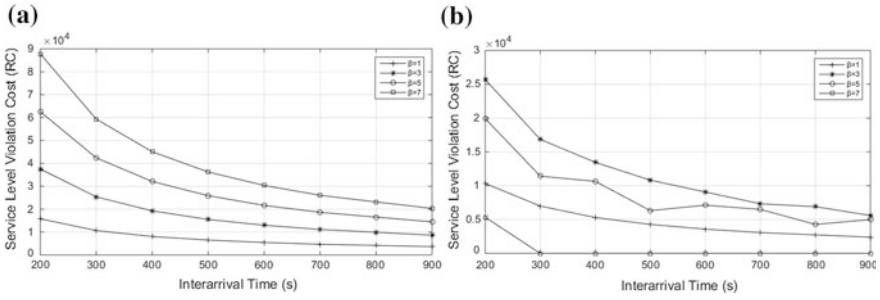 (a)
×10⁴
Service Level Violation Cost (RC)
9
8
7
6
5
4
3
2
1
0
200 300 400 500 600 700 800 900
Interarrival Time (s)
β=1
β=3
β=5
β=7
(b)
×10⁴
Service Level Violation Cost (RC)
3
2.5
2
1.5
1
0.5
0
200 300 400 500 600 700 800 900
Interarrival Time (s)
β=1
β=3
β=5
β=7